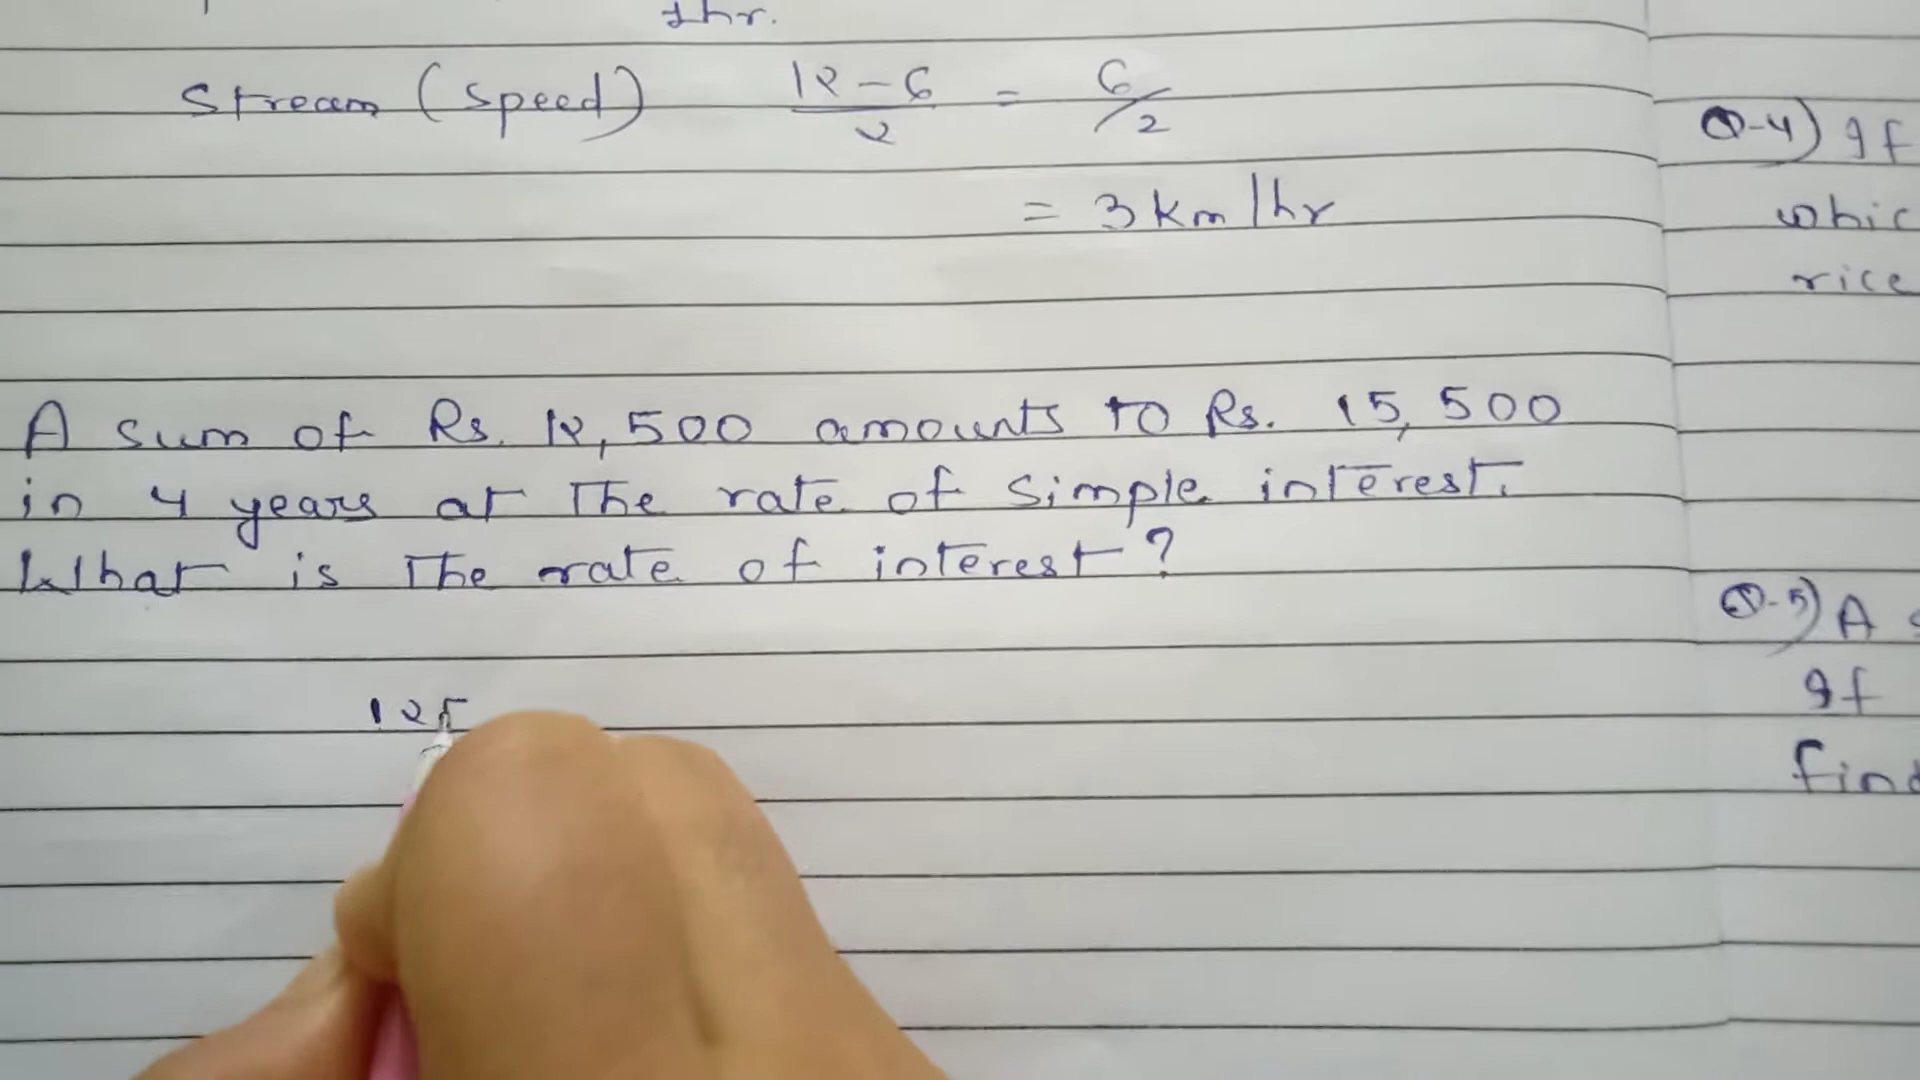 1hr.
Stream (Speed) 12 - 6 / 2 = 6/2
= 3 km/hr
A sum of Rs. 12,500 amounts to Rs. 15,500
in 4 years at the rate of simple interest.
What is the rate of interest?
125
Q-4) If
whic
rice
Q-5) A
If
find